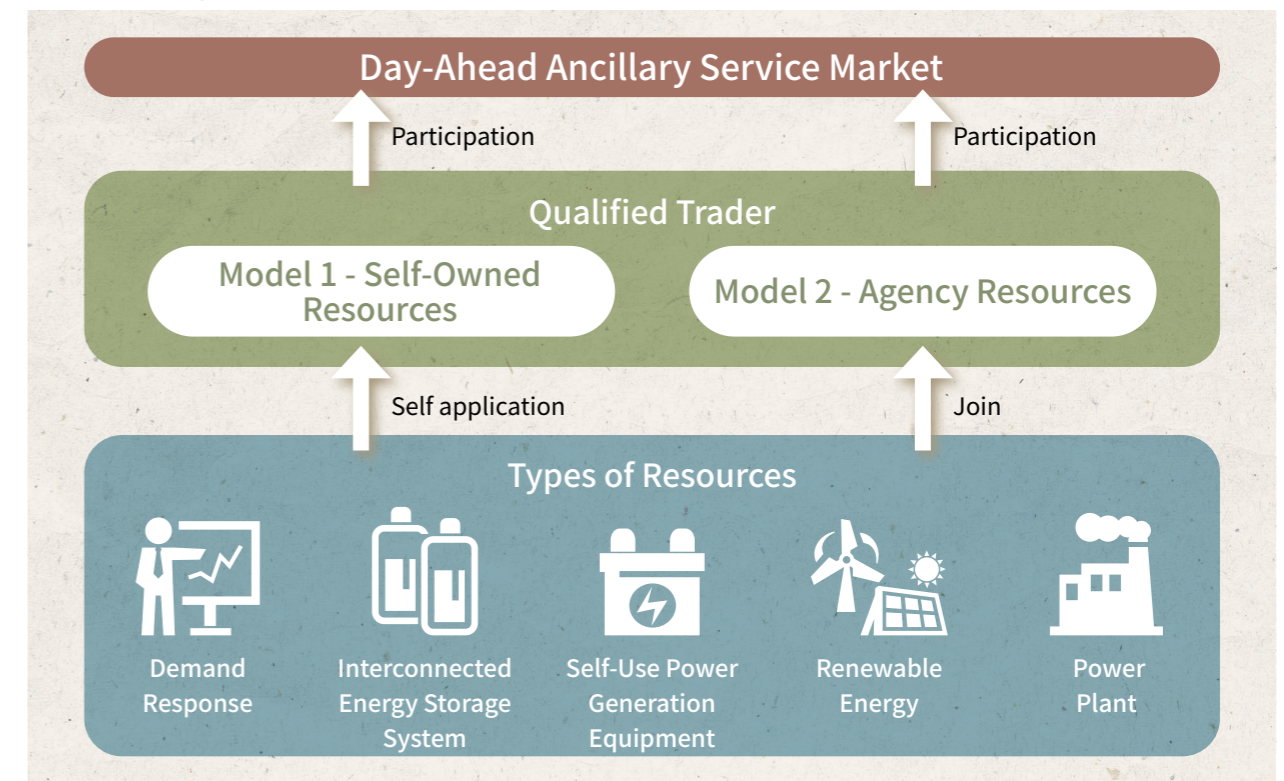 Day-Ahead Ancillary Service Market
Participation
Participation
Qualified Trader
Model 1 - Self-Owned
Resources
Model 2 - Agency Resources
Self application
Join
Types of Resources
Demand
Response
Interconnected
Energy Storage
System
Self-Use Power
Generation
Equipment
Renewable
Energy
Power
Plant